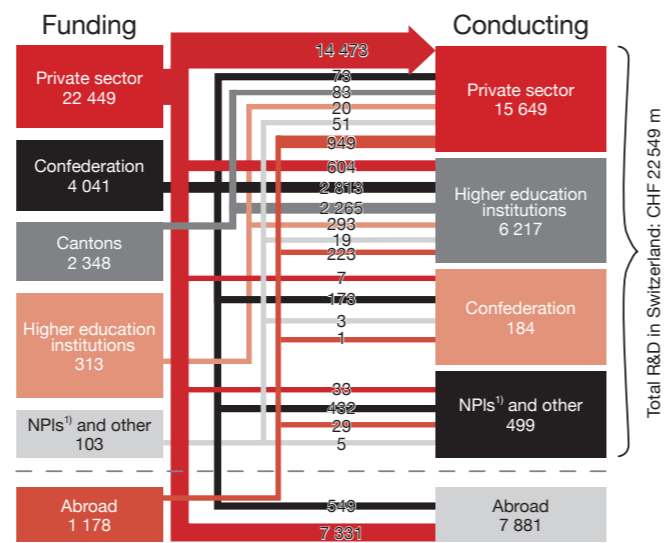 Funding
Conducting
Private sector
22 449
Confederation
4 041
Cantons
2 348
Higher education
institutions
313
NPIs¹⁾ and other
103
Abroad
1 178
14 473
73
83
20
51
949
604
2 813
2 265
293
19
223
7
173
3
1
33
432
29
5
549
7 331
Private sector
15 649
Higher education
institutions
6 217
Confederation
184
NPIs¹⁾ and other
499
Abroad
7 881
Total R&D in Switzerland: CHF 22 549 m